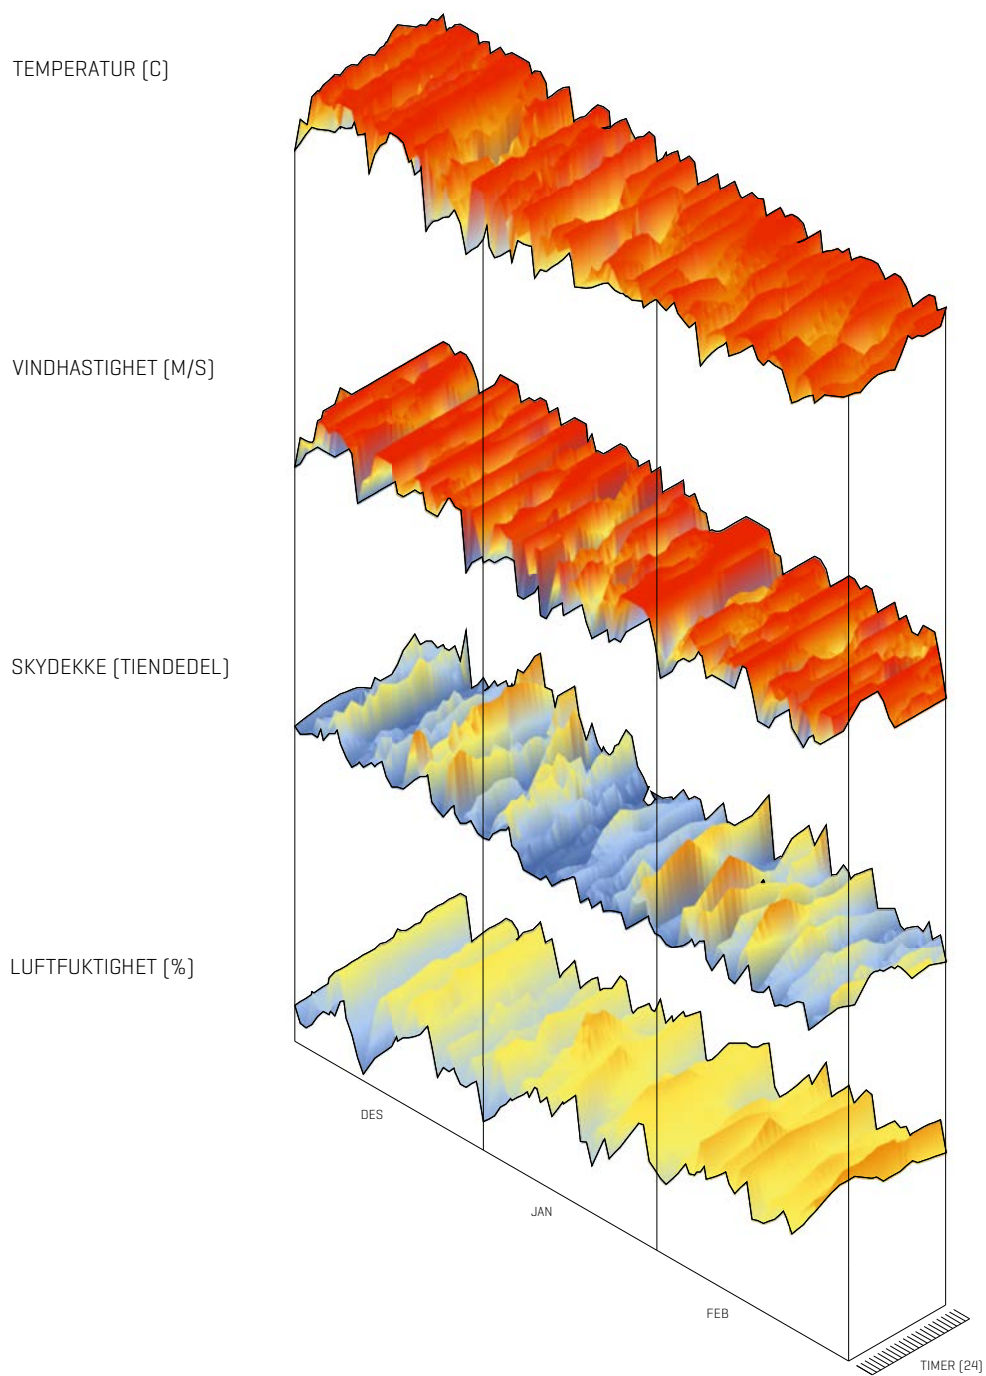 TEMPERATUR (C)
VINDHASTIGHET (M/S)
SKYDEKKE (TIENDEDEL)
LUFTFUKTIGHET (%)
DES
JAN
FEB
TIMER (24)